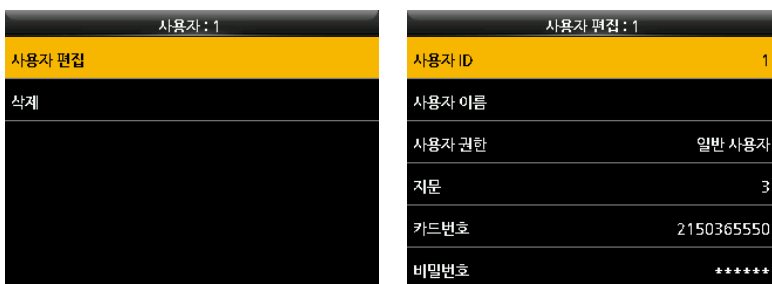 사용자 : 1
사용자 편집
삭제
사용자 편집 : 1
사용자 ID 1
사용자 이름
사용자 권한 일반 사용자
지문 3
카드번호 2150365550
비밀번호 ******